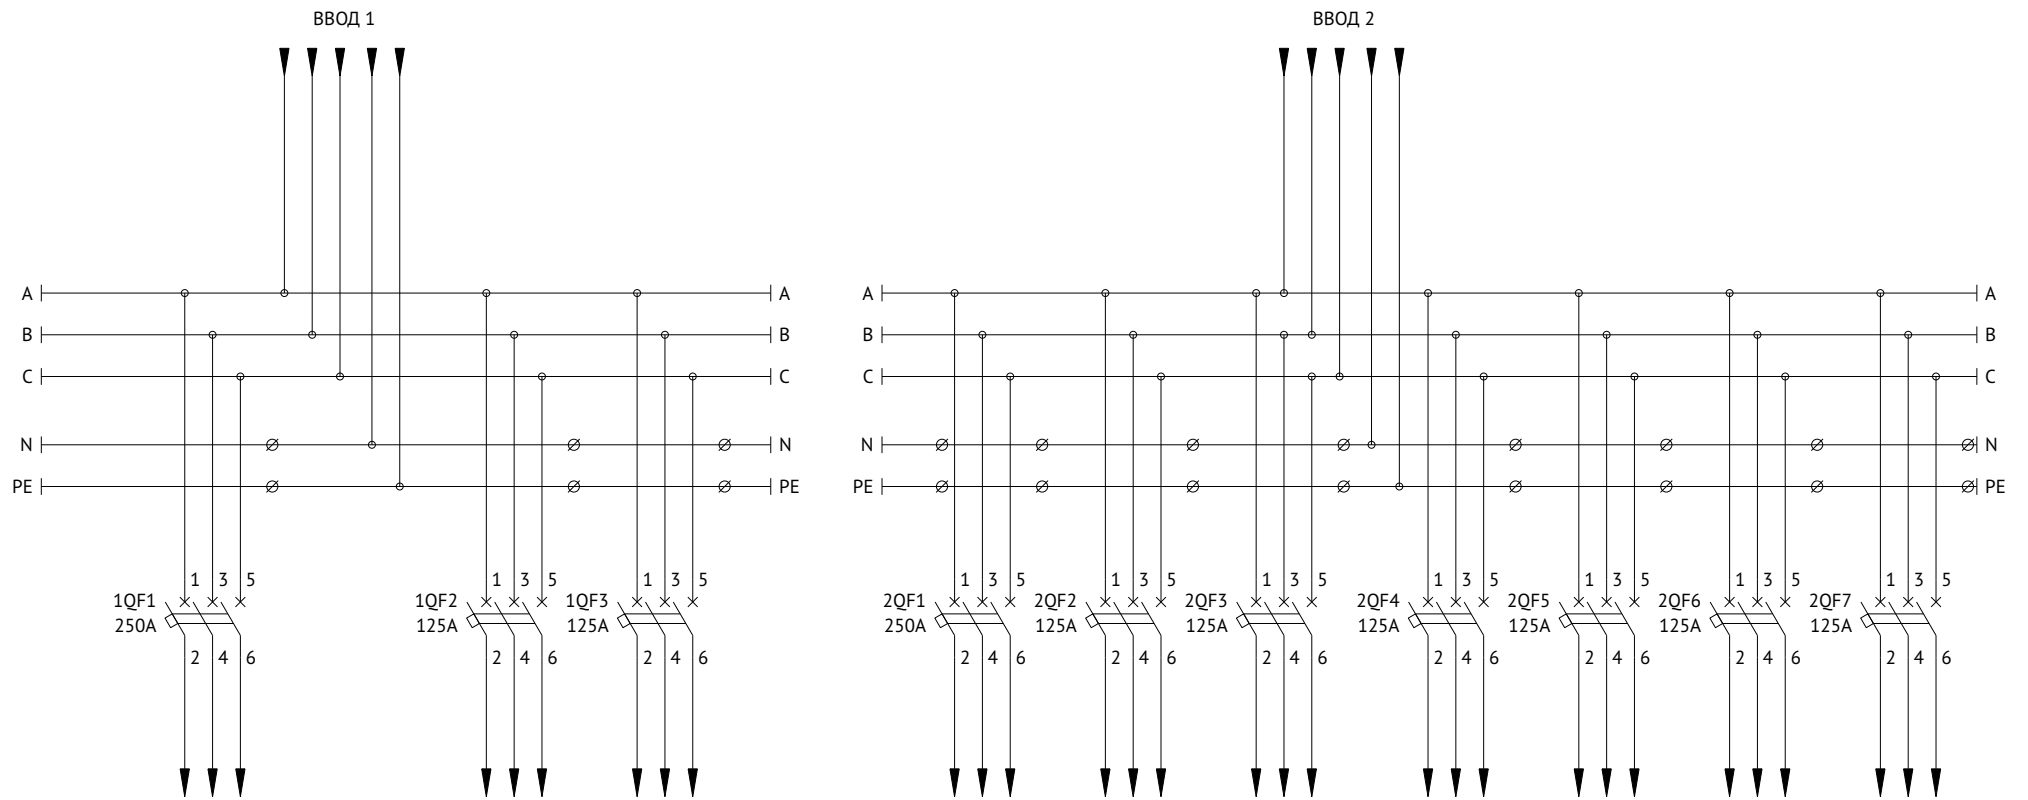 ВВОД 1
ВВОД 2
A A A A
B B B B
C C C C
N N N N
PE PE PE PE
1 3 5 1 3 5 1 3 5 1 3 5 1 3 5 1 3 5 1 3 5 1 3 5 1 3 5 1 3 5
1QF1 1QF2 1QF3 2QF1 2QF2 2QF3 2QF4 2QF5 2QF6 2QF7
250A 125A 125A 250A 125A 125A 125A 125A 125A 125A
2 4 6 2 4 6 2 4 6 2 4 6 2 4 6 2 4 6 2 4 6 2 4 6 2 4 6 2 4 6